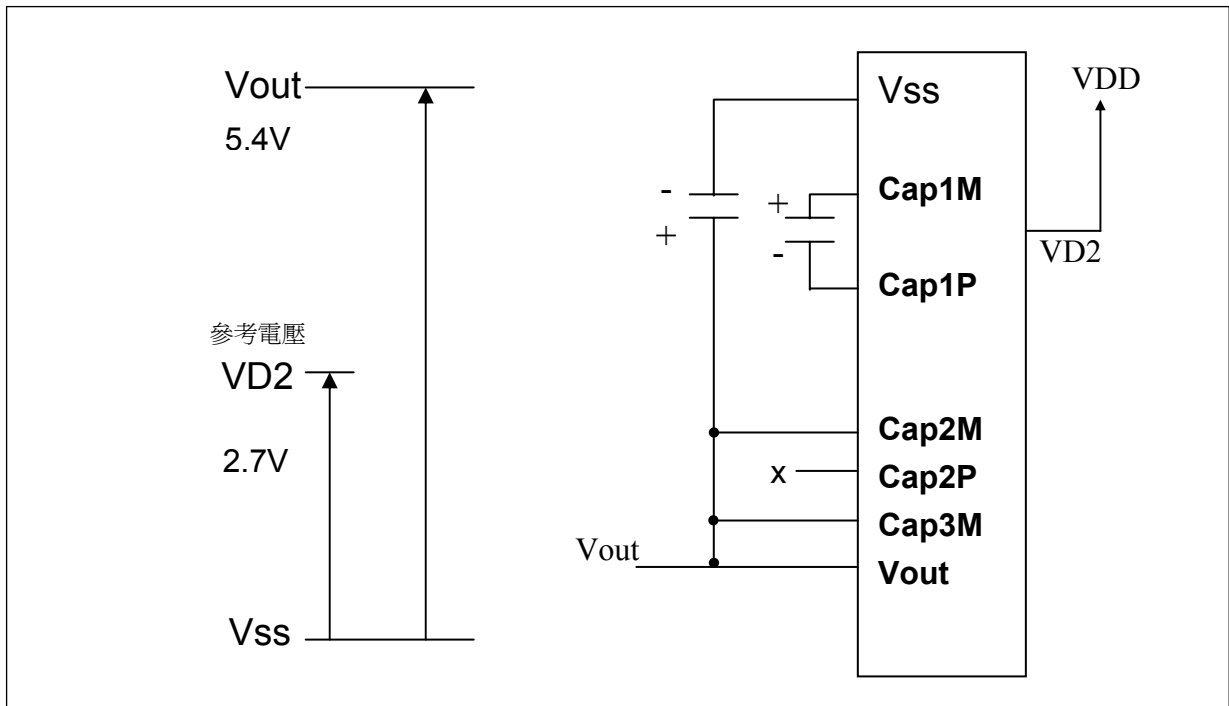 Vout
5.4V
參考電壓
VD2
2.7V
Vss
-
+
+
-
x
Vout
Vss
Cap1M
Cap1P
Cap2M
Cap2P
Cap3M
Vout
VDD
VD2